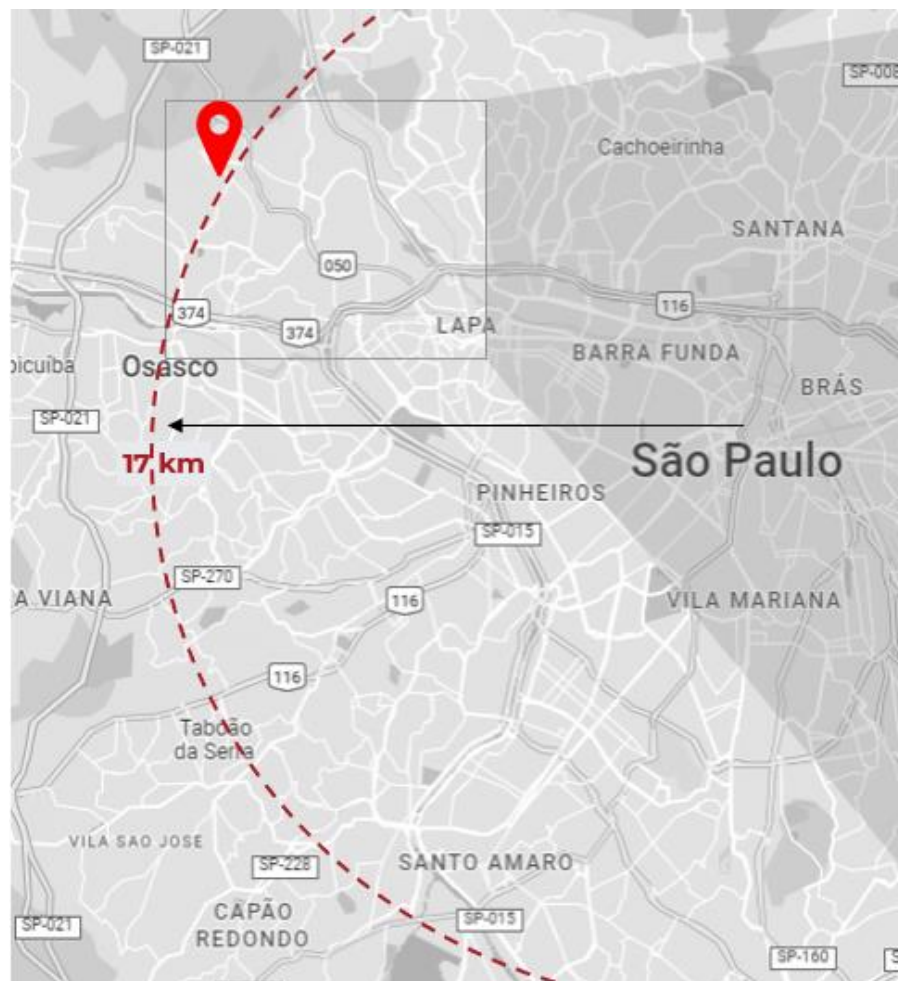 SP-021
SP-008
Cachoeirinha
SANTANA
050
374
116
374
LAPA
BARRA FUNDA
picuiba
Osasco
BRÁS
SP-021
17 km
São Paulo
PINHEIROS
SP-015
SP-270
A VIANA
116
VILA MARIANA
116
Taboão
da Serra
VILA SAO JOSE
SP-228
SANTO AMARO
CAPÃO
REDONDO
SP-021
SP-015
SP-160
S